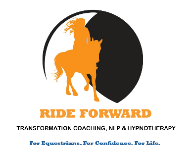 RIDE FORWARD
TRANSFORMATION COACHING, NLP & HYPNOTHERAPY
For Equestrians. For Confidence. For Life.